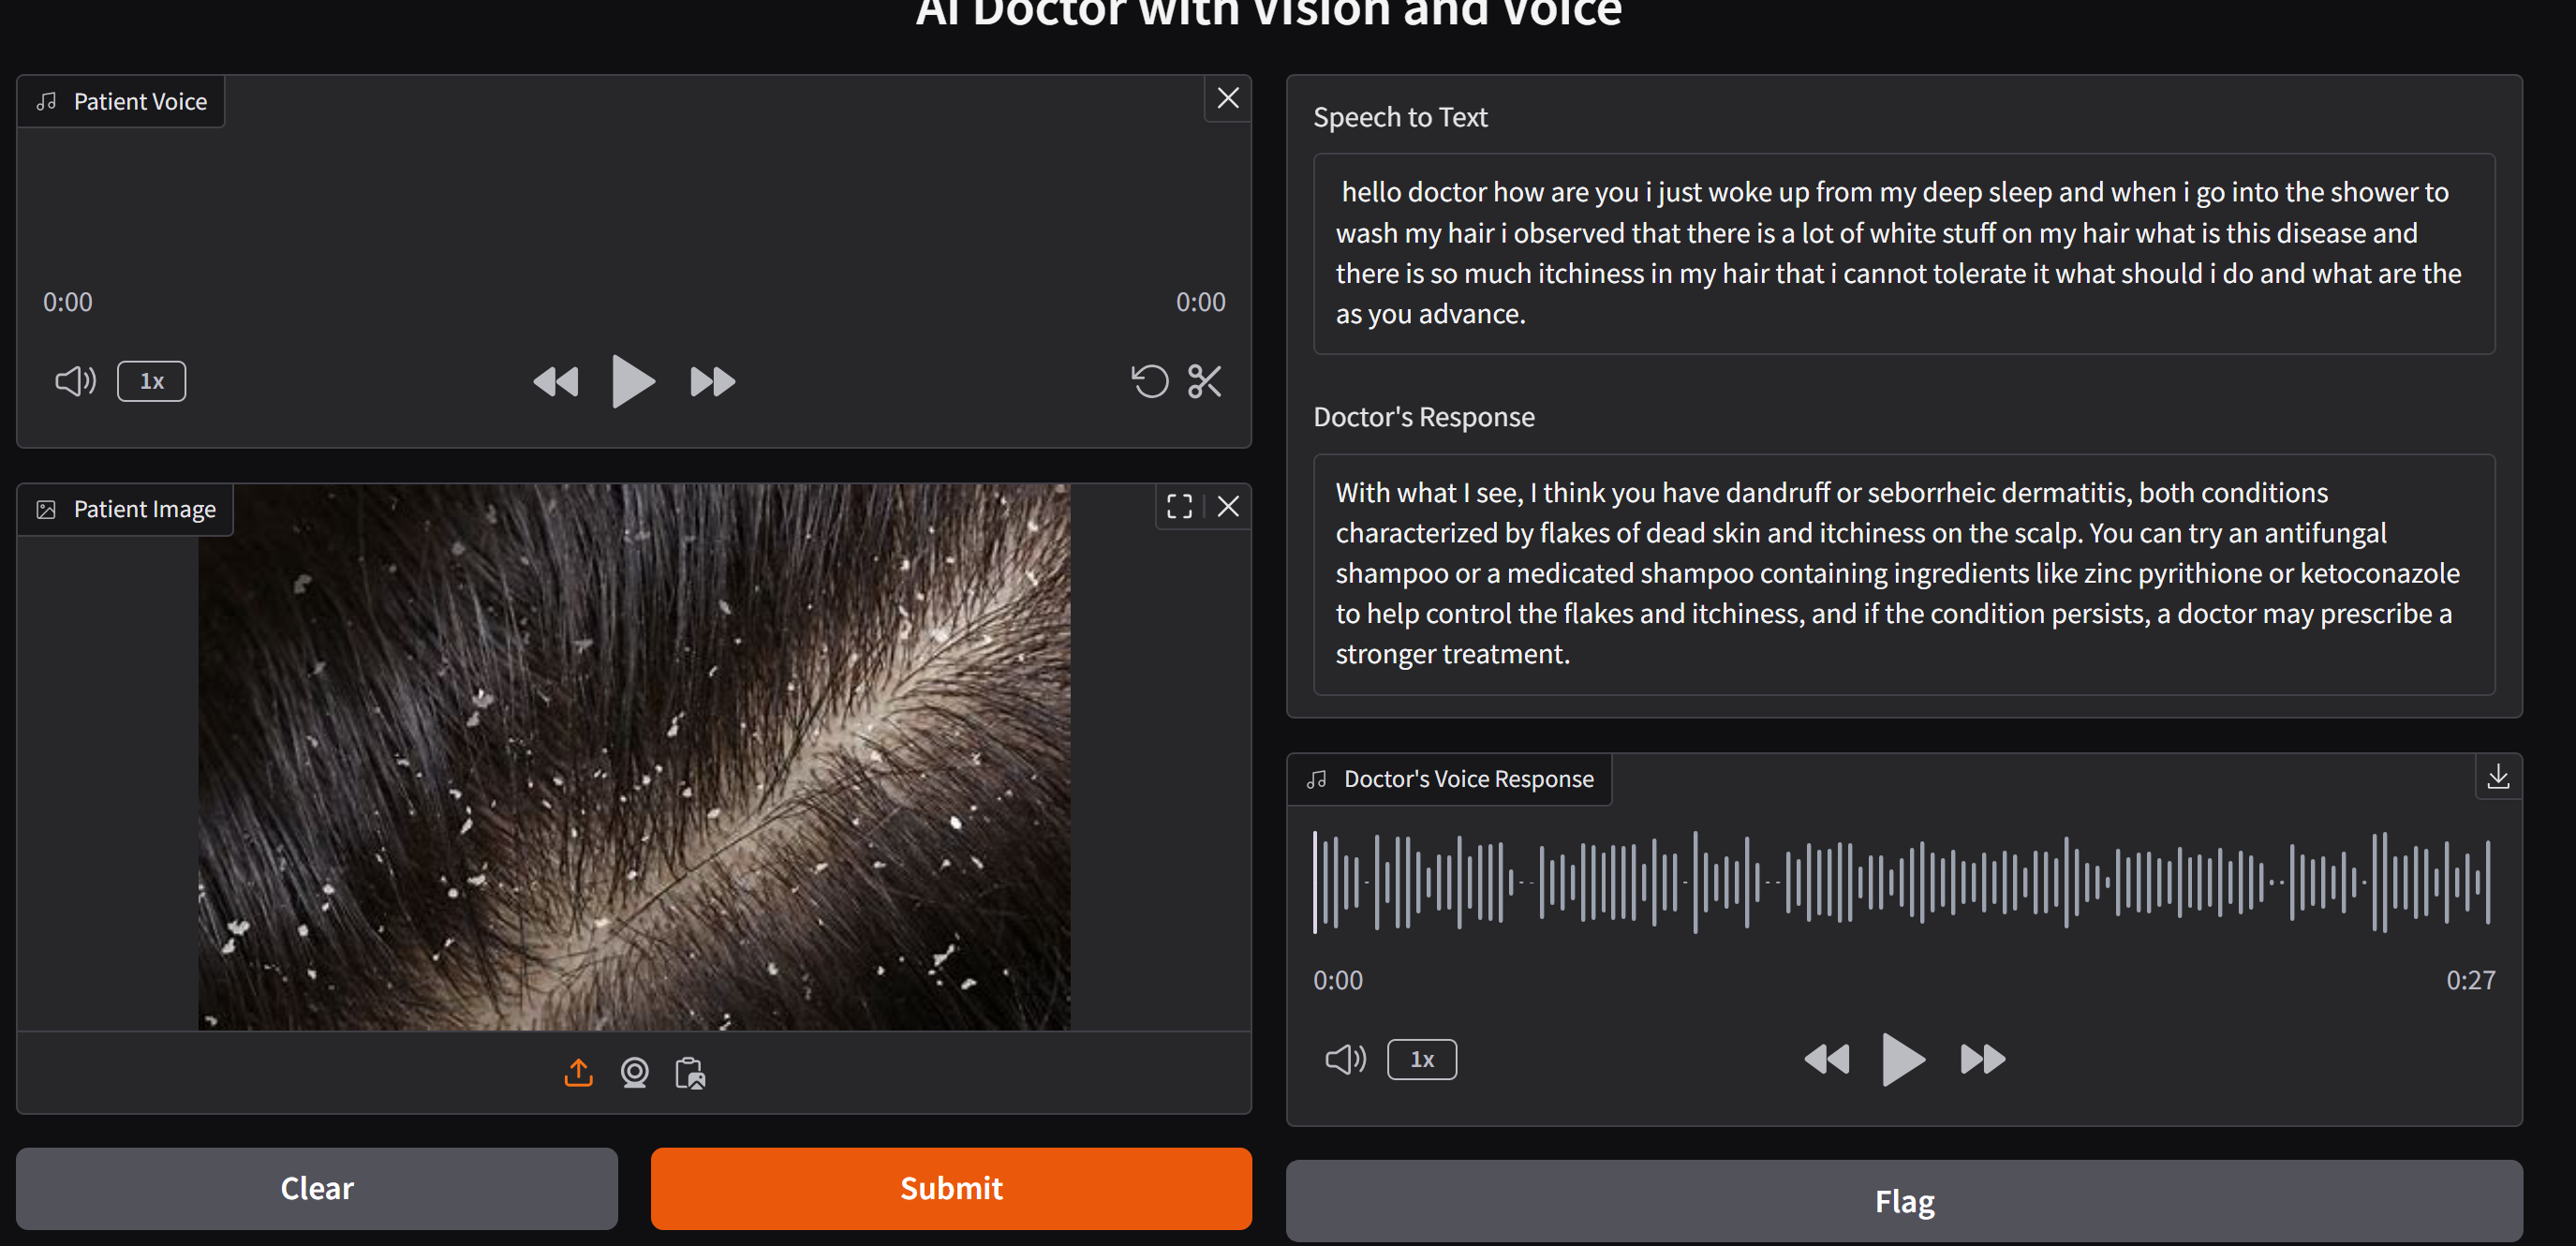 AI Doctor with Vision and Voice
Patient Voice
0:00
0:00
1x
Patient Image
Clear
Submit
Speech to Text
hello doctor how are you i just woke up from my deep sleep and when i go into the shower to
wash my hair i observed that there is a lot of white stuff on my hair what is this disease and
there is so much itchiness in my hair that i cannot tolerate it what should i do and what are the
as you advance.
Doctor's Response
With what I see, I think you have dandruff or seborrheic dermatitis, both conditions
characterized by flakes of dead skin and itchiness on the scalp. You can try an antifungal
shampoo or a medicated shampoo containing ingredients like zinc pyrithione or ketoconazole
to help control the flakes and itchiness, and if the condition persists, a doctor may prescribe a
stronger treatment.
Doctor's Voice Response
0:00
0:27
1x
Flag